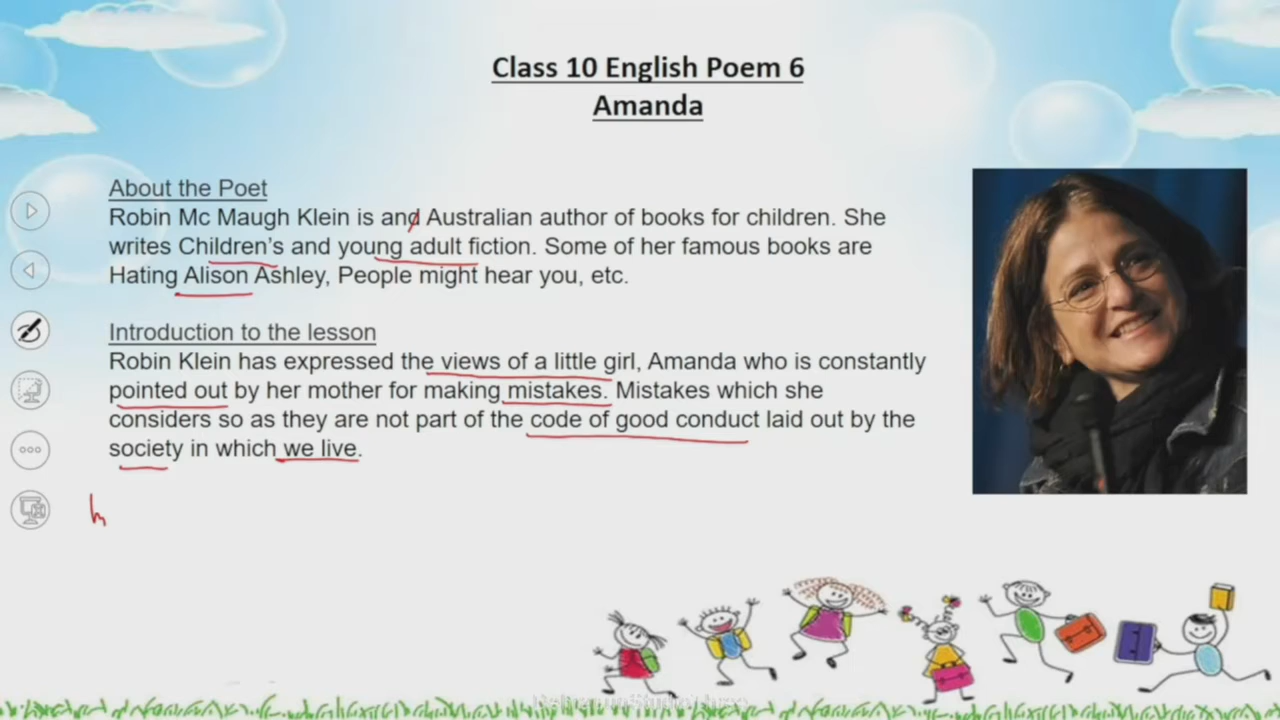 Class 10 English Poem 6
Amanda
About the Poet
Robin Mc Maugh Klein is and Australian author of books for children. She
writes Children's and young adult fiction. Some of her famous books are
Hating Alison Ashley, People might hear you, etc.
Introduction to the lesson
Robin Klein has expressed the views of a little girl, Amanda who is constantly
pointed out by her mother for making mistakes. Mistakes which she
considers so as they are not part of the code of good conduct laid out by the
society in which we live.